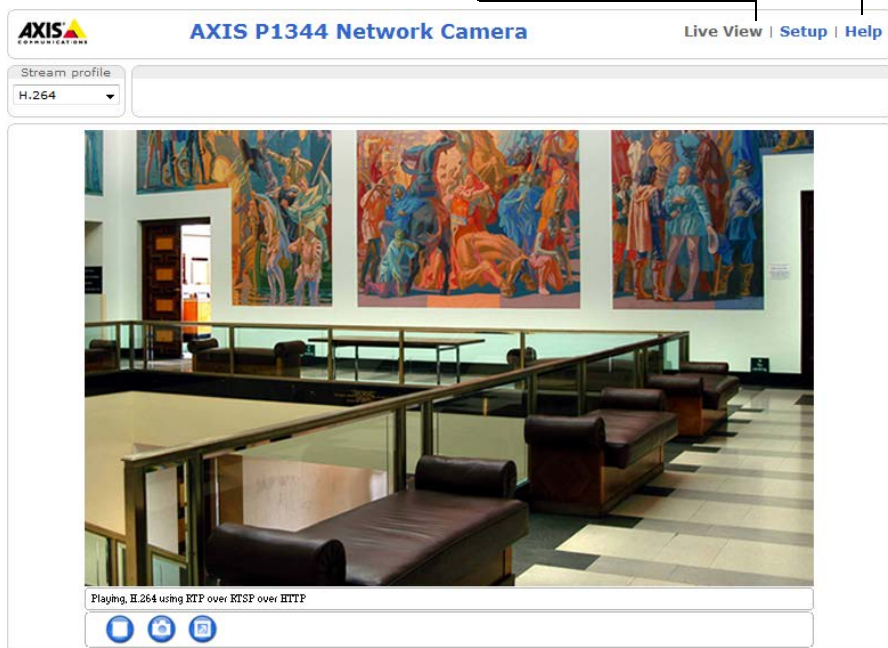 AXIS
COMMUNICATIONS
AXIS P1344 Network Camera
Live View | Setup | Help
Stream profile
H.264
Playing, H.264 using RTP over RTSP over HTTP